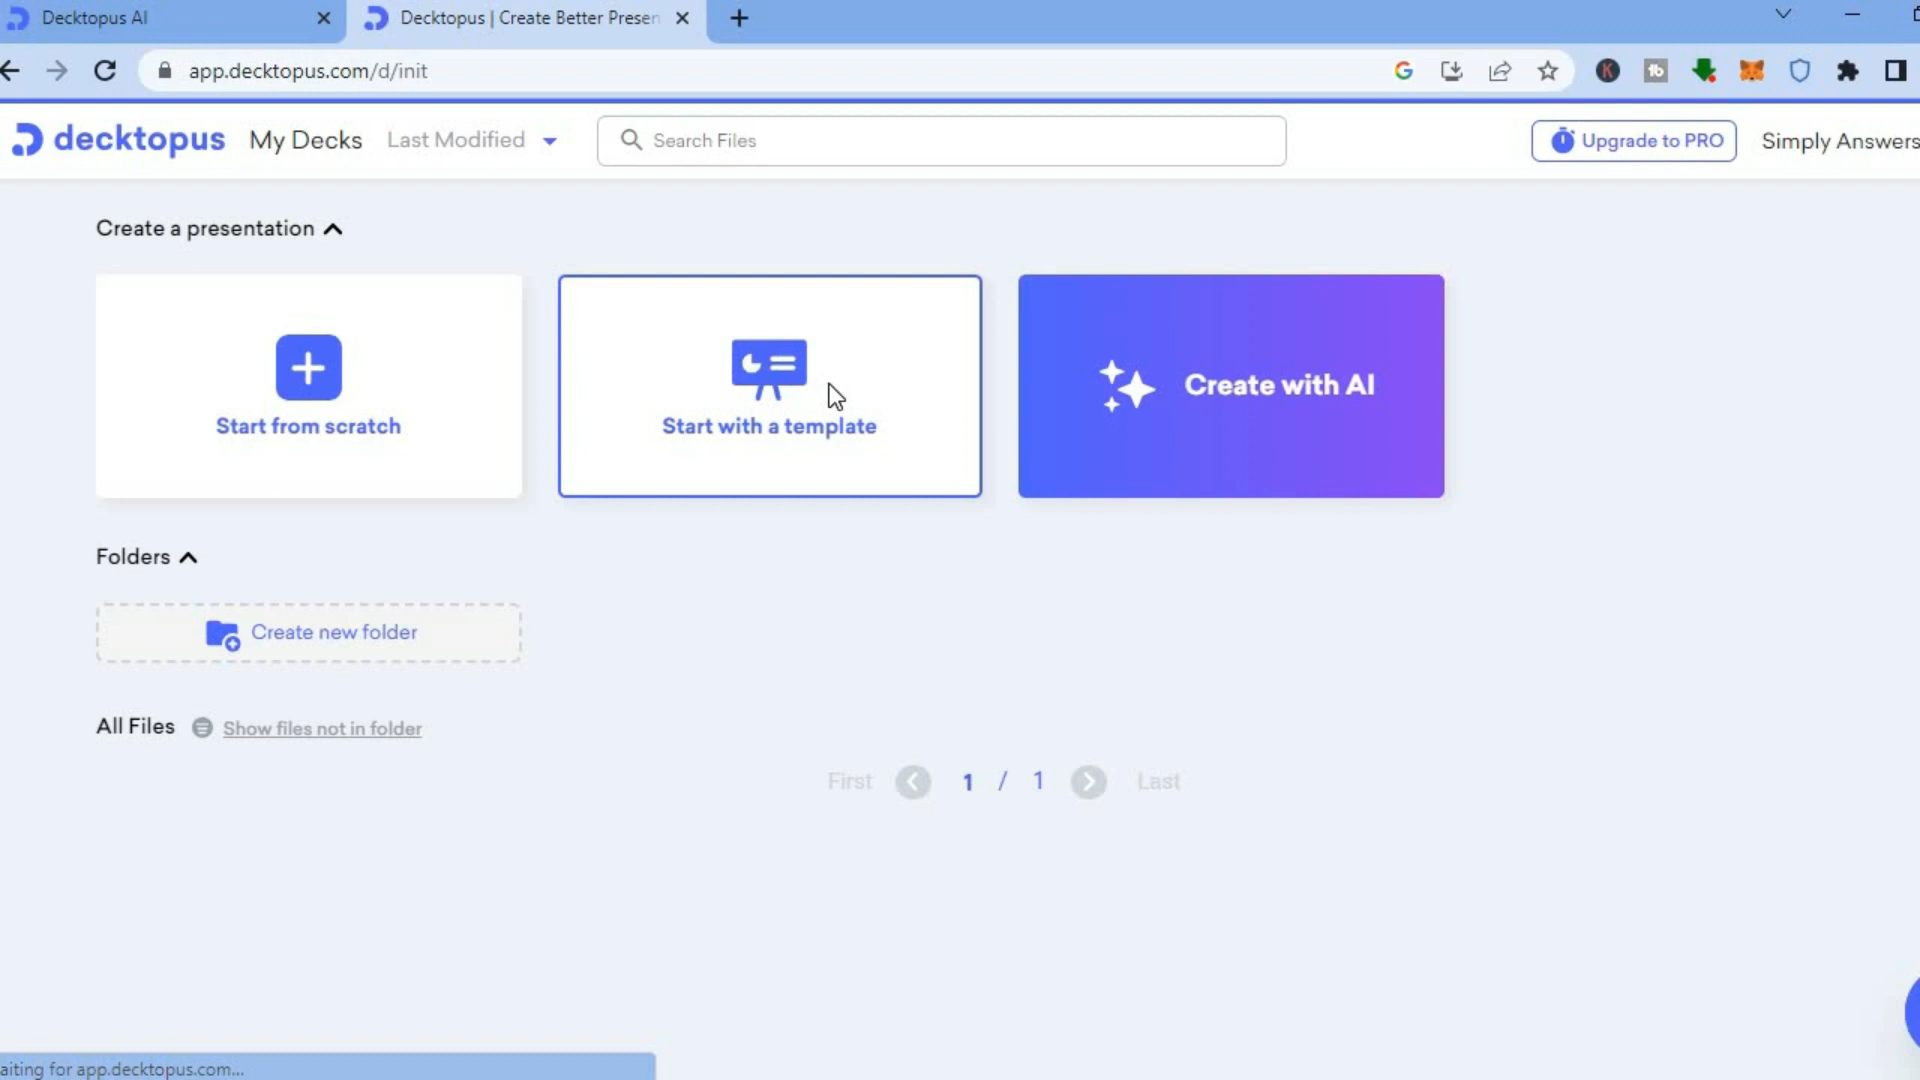 Decktopus AI
Decktopus | Create Better Presen
app.decktopus.com/d/init
decktopus
My Decks
Last Modified
Search Files
Upgrade to PRO
Simply Answers
Create a presentation
Start from scratch
Start with a template
Create with AI
Folders
Create new folder
All Files
Show files not in folder
First 1 / 1 Last
aiting for app.decktopus.com...